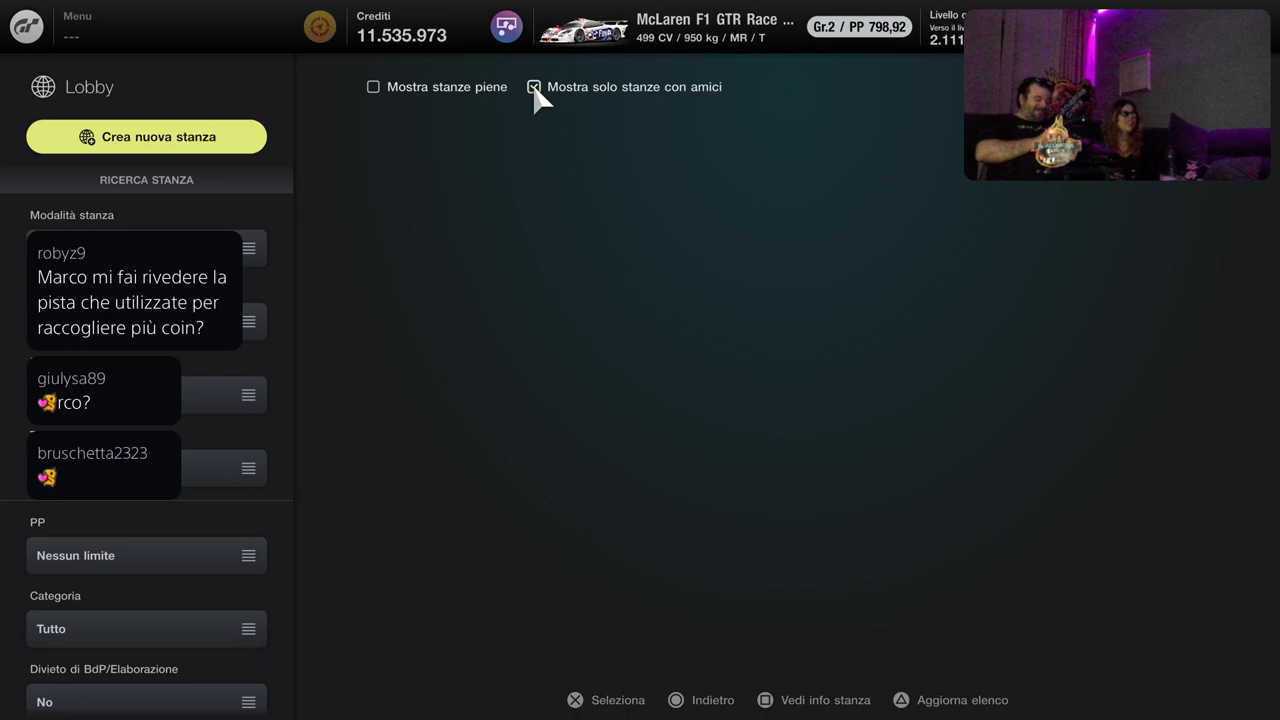 Menu
---
Crediti
11.535.973
McLaren F1 GTR Race ...
499 CV / 950 kg / MR / T
Gr.2 / PP 798,92
Livello
Verso il
2.111
Lobby
Crea nuova stanza
RICERCA STANZA
Mostra stanze piene
Mostra solo stanze con amici
Modalità stanza
robyz9
Marco mi fai rivedere la
pista che utilizzate per
raccogliere più coin?
giulysa89
rco?
bruschetta2323
PP
Nessun limite
Categoria
Tutto
Divieto di BdP/Elaborazione
No
Seleziona
Indietro
Vedi info stanza
Aggiorna elenco